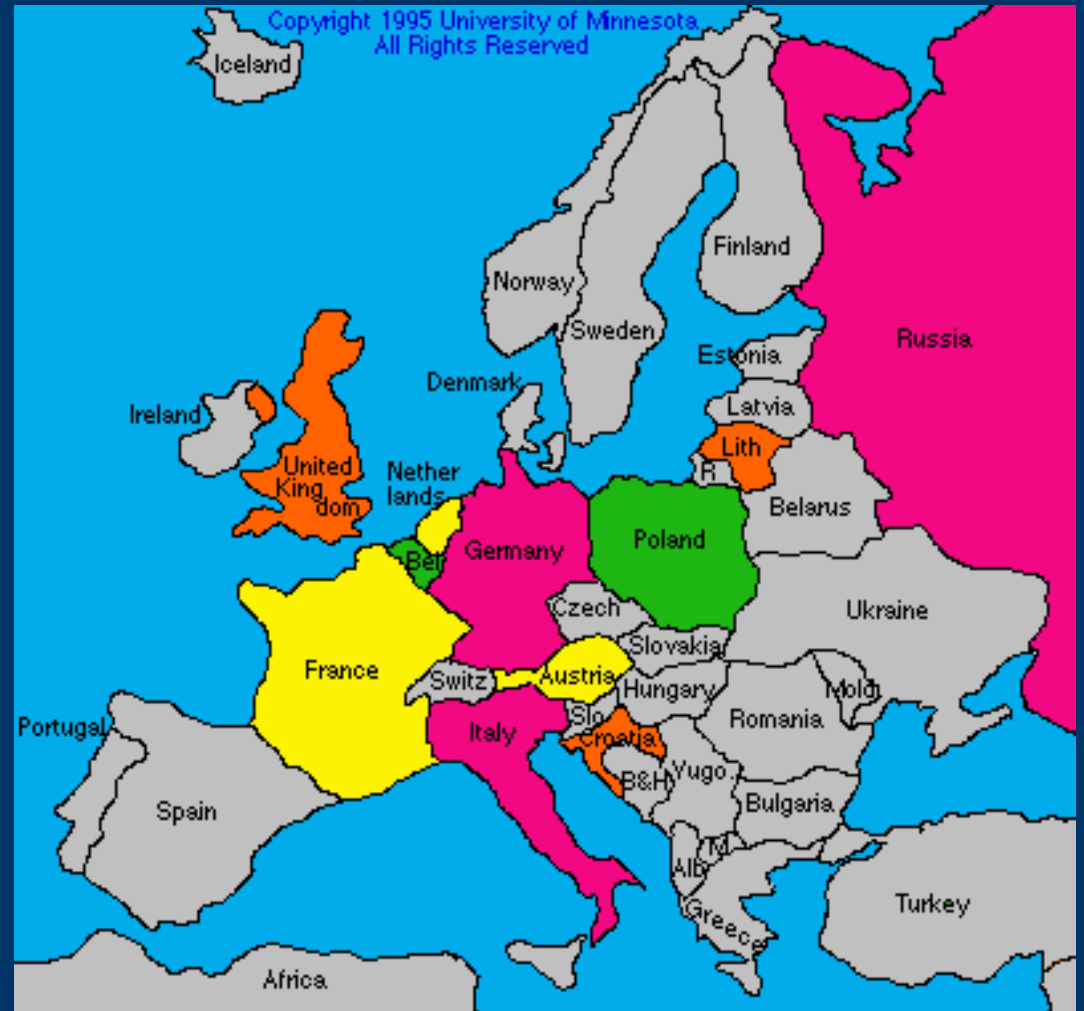 Copyright 1995 University of Minnesota
All Rights Reserved
Iceland
Finland
Norway
Sweden
Russia
Estonia
Denmark
Latvia
Ireland
Lith
United
King
dom
Nether
lands
R
Belarus
Poland
Germany
Bel
Czech
Ukraine
Slovakia
France
Austria
Switz
Hungary
Mold
Slo
Romania
Portugal
Italy
Croatia
Yugo
B&H
Spain
Bulgaria
M
Alb
Turkey
Greece
Africa